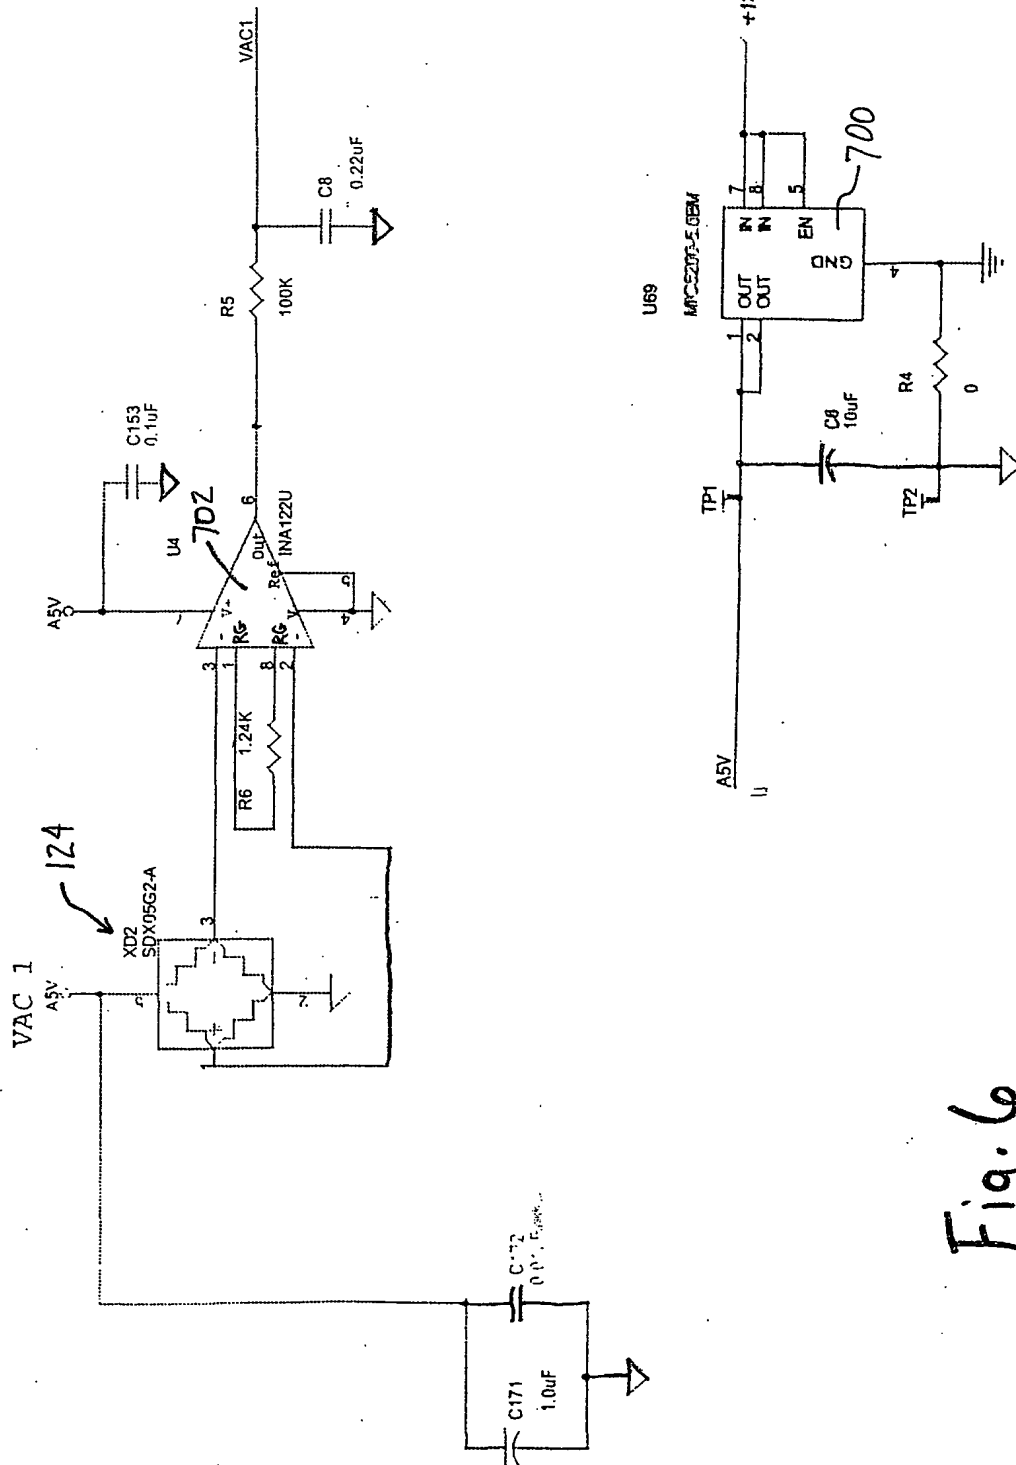 VAC 1
A5V
124
XD2
SDX05G2-A
3
2
C171
1.0uF
A5V
C153
0.1uF
U4
702
V+
3
1
8
2
-
RG
RG
-
V
Ref
Out
INA122U
6
4
5
R6
1.24K
R5
100K
C8
0.22uF
VAC1
A5V
TP1
C6
10uF
TP2
R4
0
U69
1
2
OUT
OUT
IN
IN
EN
GND
7
8
5
4
700
Fig. 6